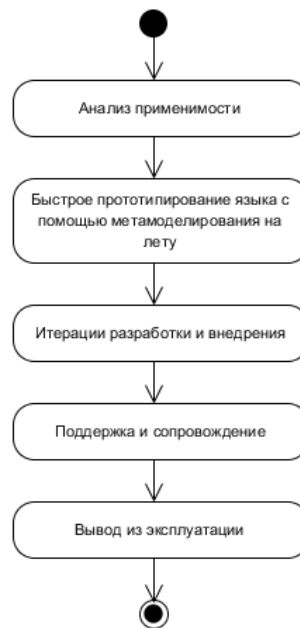 Анализ применимости
Быстрое прототипирование языка с
помощью метамоделирования на
лету
Итерации разработки и внедрения
Поддержка и сопровождение
Вывод из эксплуатации